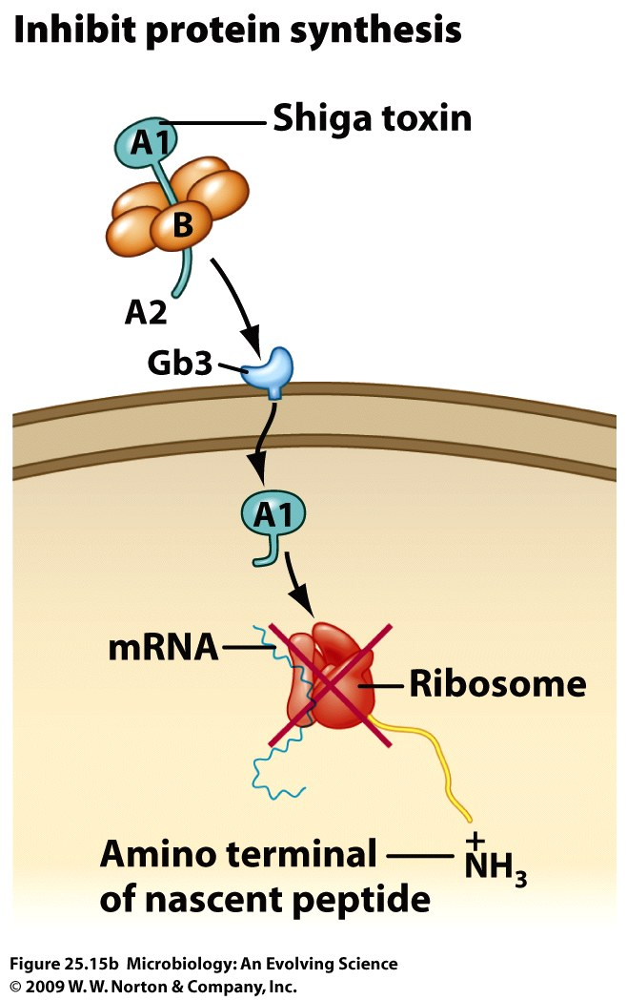 Inhibit protein synthesis
A1
Shiga toxin
B
A2
Gb3
A1
mRNA
Ribosome
Amino terminal
+
NH3
of nascent peptide
Figure 25.15b Microbiology: An Evolving Science
© 2009 W. W. Norton & Company, Inc.